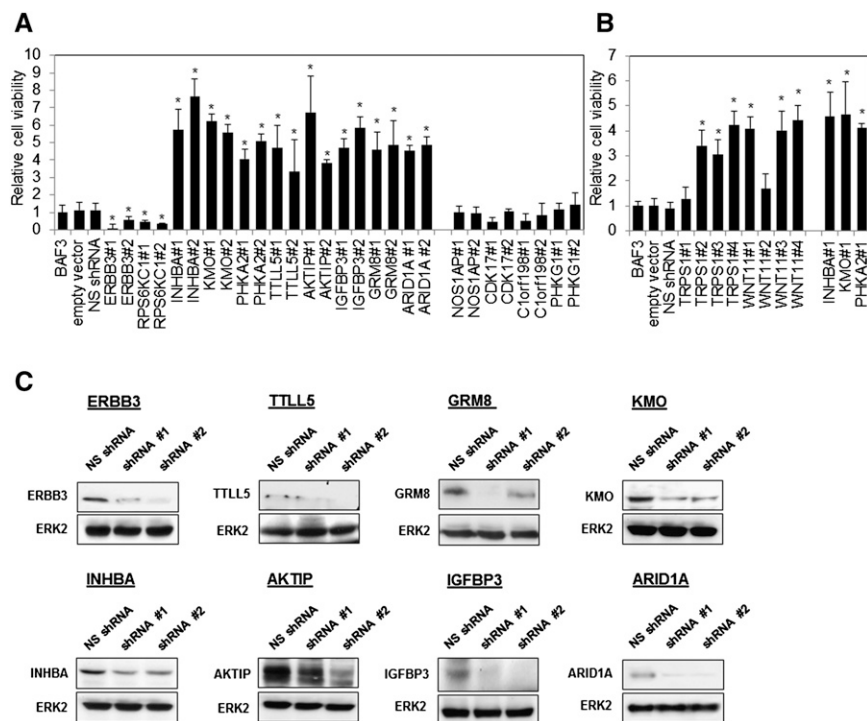 A
Relative cell viability
10
9
8
7
6
5
4
3
2
1
0
* * * * * * * * * * * * * * * * * * * *
BAF3
empty vector
NS shRNA
ERBB3#1
ERBB3#2
RPS6KC1#1
RPS6KC1#2
INHBA#1
INHBA#2
KMO#1
KMO#2
PHKA2#1
PHKA2#2
TTLL5#1
TTLL5#2
AKTIP#1
AKTIP#2
IGFBP3#1
IGFBP3#2
GRM8#1
GRM8#2
ARID1A #1
ARID1A #2
NOS1AP#1
NOS1AP#2
CDK17#1
CDK17#2
C1orf198#1
C1orf198#2
PHKG1#1
PHKG1#2
B
Relative cell viability
7
6
5
4
3
2
1
0
* * * * * * * * *
BAF3
empty vector
NS shRNA
TRPS1#1
TRPS1#2
TRPS1#3
TRPS1#4
WNT11#1
WNT11#2
WNT11#3
WNT11#4
INHBA#1
KMO#1
PHKA2#1
C
ERBB3
NS shRNA
shRNA #1
shRNA #2
ERBB3
ERK2
TTLL5
NS shRNA
shRNA #1
shRNA #2
TTLL5
ERK2
GRM8
NS shRNA
shRNA #1
shRNA #2
GRM8
ERK2
KMO
NS shRNA
shRNA #1
shRNA #2
KMO
ERK2
INHBA
NS shRNA
shRNA #1
shRNA #2
INHBA
ERK2
AKTIP
NS shRNA
shRNA #1
shRNA #2
AKTIP
ERK2
IGFBP3
NS shRNA
shRNA #1
shRNA #2
IGFBP3
ERK2
ARID1A
NS shRNA
shRNA #1
shRNA #2
ARID1A
ERK2